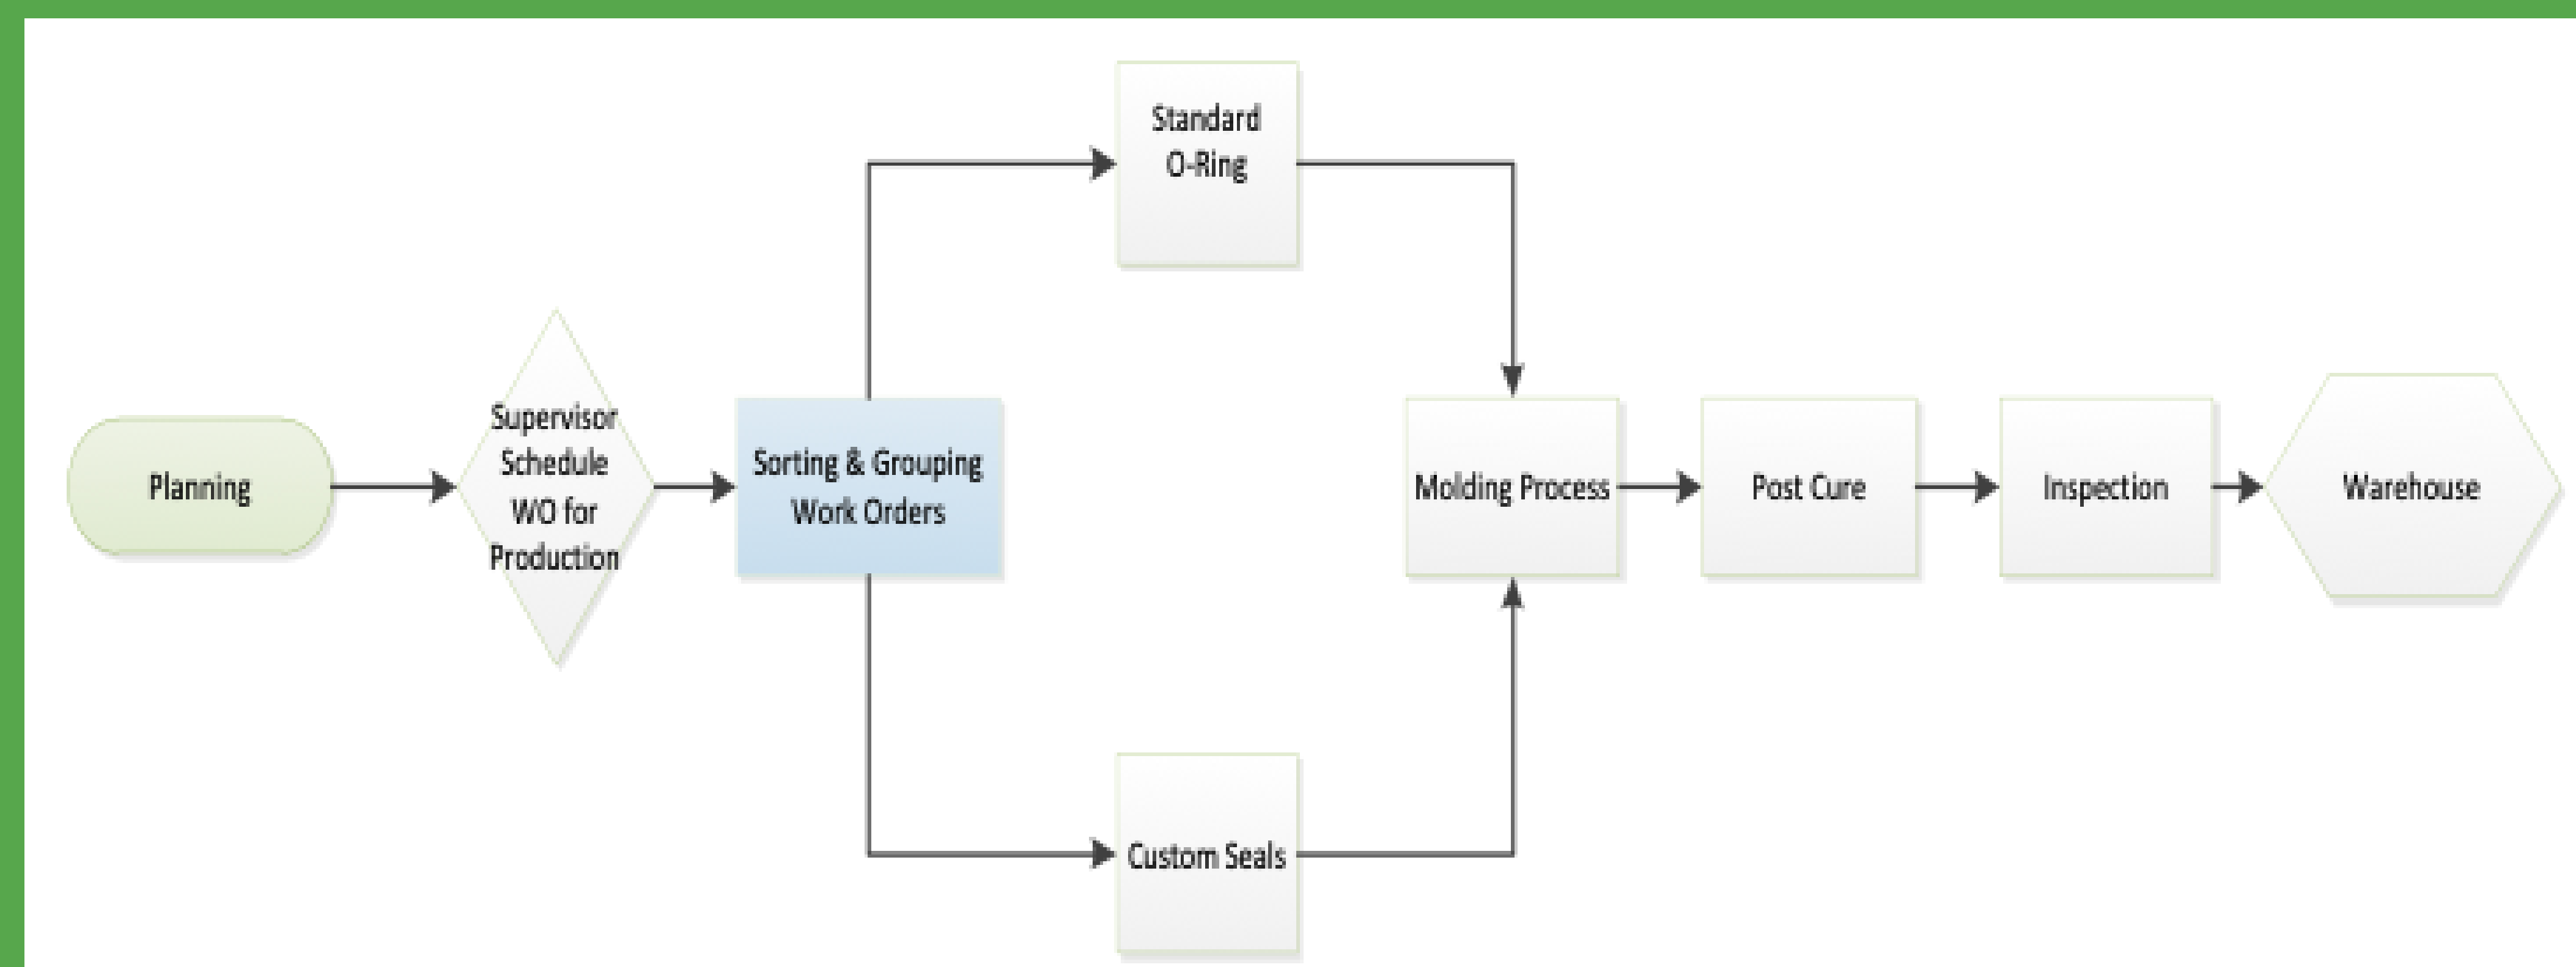 Planning
Supervisor
Schedule
WO for
Production
Sorting & Grouping
Work Orders
Standard
O-Ring
Custom Seals
Molding Process
Post Cure
Inspection
Warehouse